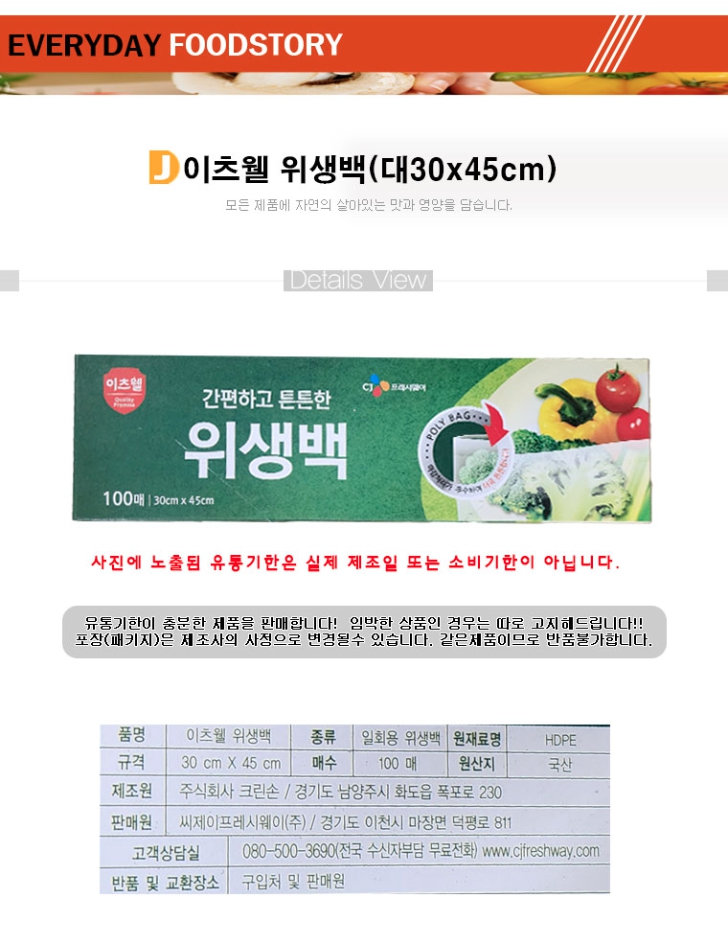 EVERYDAY FOODSTORY
이츠웰 위생백(대30x45cm)
모든 제품에 자연의 살아있는 맛과 영양을 담습니다.
Details View
이츠웰
Quality Promise
CJ 프레시웨이
간편하고 튼튼한
위생백
POLY BAG
100매 | 30cm x 45cm
사진에 노출된 유통기한은 실제 제조일 또는 소비기한이 아닙니다.
유통기한이 충분한 제품을 판매합니다! 임박한 상품인 경우는 따로 고지해드립니다!!
포장(패키지)은 제조사의 사정으로 변경될수 있습니다. 같은제품이므로 반품불가합니다.
품명 이츠웰 위생백 종류 일회용 위생백 원재료명 HDPE
규격 30 cm X 45 cm 매수 100 매 원산지 국산
제조원 주식회사 크린손 / 경기도 남양주시 화도읍 폭포로 230
판매원 씨제이프레시웨이(주) / 경기도 이천시 마장면 덕평로 811
고객상담실 080-500-3690(전국 수신자부담 무료전화) www.cjfreshway.com
반품 및 교환장소 구입처 및 판매원